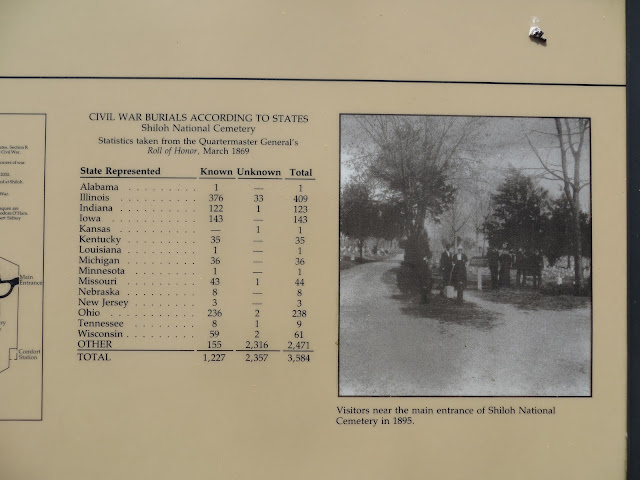 CIVIL WAR BURIALS ACCORDING TO STATES
Shiloh National Cemetery
Statistics taken from the Quartermaster General's
Roll of Honor, March 1869
State Represented Known Unknown Total
Alabama . . . . . . . . . . 1 — 1
Illinois . . . . . . . . . . 376 33 409
Indiana . . . . . . . . . . 122 1 123
Iowa . . . . . . . . . . 143 — 143
Kansas . . . . . . . . . . — 1 1
Kentucky . . . . . . . . . . 35 — 35
Louisiana . . . . . . . . . . 1 — 1
Michigan . . . . . . . . . . 36 — 36
Minnesota . . . . . . . . . . 1 — 1
Missouri . . . . . . . . . . 43 1 44
Nebraska . . . . . . . . . . 8 — 8
New Jersey . . . . . . . . . . 3 — 3
Ohio . . . . . . . . . . 236 2 238
Tennessee . . . . . . . . . . 8 1 9
Wisconsin . . . . . . . . . . 59 2 61
OTHER 155 2,316 2,471
TOTAL 1,227 2,357 3,584
Visitors near the main entrance of Shiloh National
Cemetery in 1895.
Main
Entrance
Comfort
Station